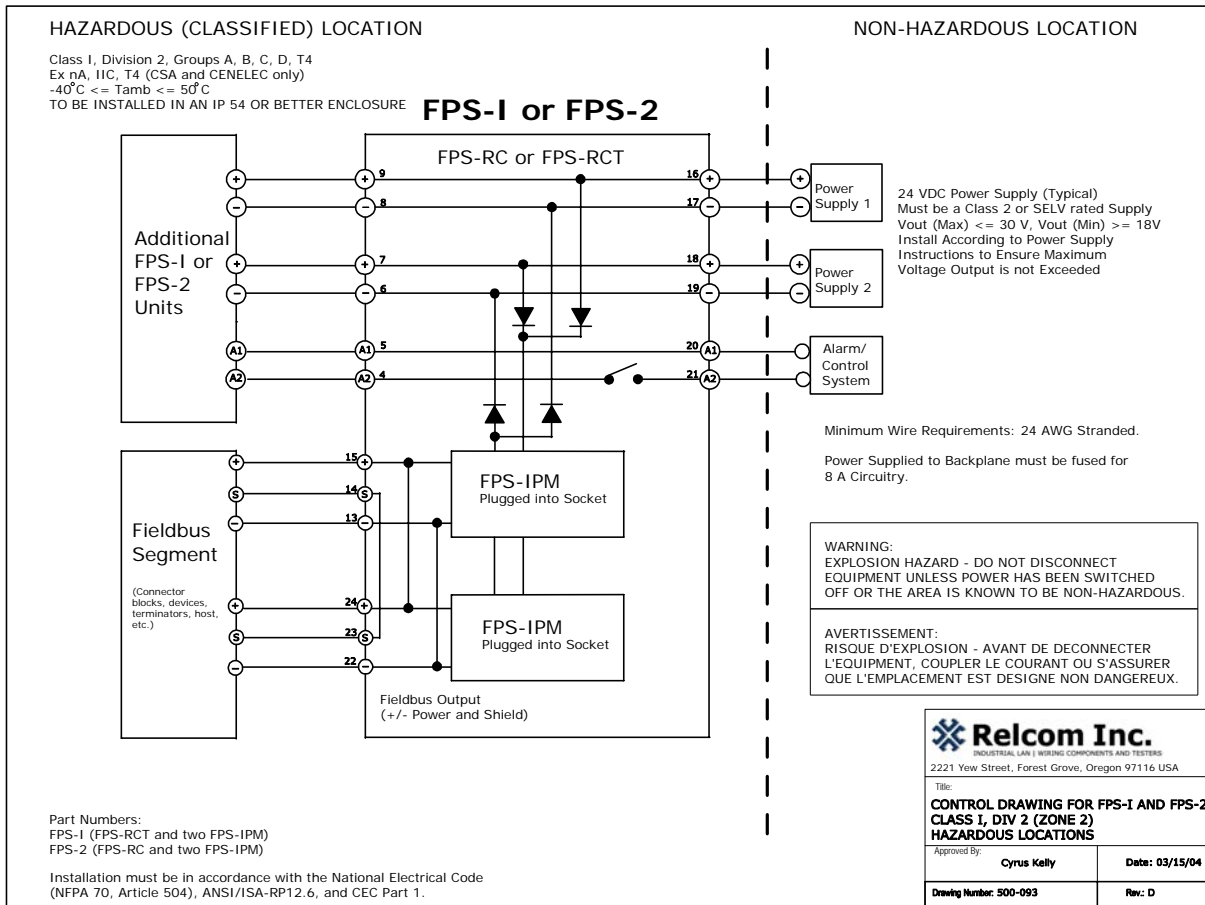 HAZARDOUS (CLASSIFIED) LOCATION
NON-HAZARDOUS LOCATION
Class I, Division 2, Groups A, B, C, D, T4
Ex nA, IIC, T4 (CSA and CENELEC only)
-40°C <= Tamb <= 50°C
TO BE INSTALLED IN AN IP 54 OR BETTER ENCLOSURE
FPS-I or FPS-2
FPS-RC or FPS-RCT
Additional
FPS-I or
FPS-2
Units
+ + 9 16 + +
- - 8 17 - -
+ + 7 18 + +
- - 6 19 - -
A1 A1 5 20 A1
A2 A2 4 21 A2
Power
Supply 1
Power
Supply 2
Alarm/
Control
System
24 VDC Power Supply (Typical)
Must be a Class 2 or SELV rated Supply
Vout (Max) <= 30 V, Vout (Min) >= 18V
Install According to Power Supply
Instructions to Ensure Maximum
Voltage Output is not Exceeded
Minimum Wire Requirements: 24 AWG Stranded.
Power Supplied to Backplane must be fused for
8 A Circuitry.
Fieldbus
Segment
(Connector
blocks, devices,
terminators, host,
etc.)
+ 15 +
S 14 S
- 13 -
+ 24 +
S 23 S
- 22 -
FPS-IPM
Plugged into Socket
FPS-IPM
Plugged into Socket
Fieldbus Output
(+/- Power and Shield)
WARNING:
EXPLOSION HAZARD - DO NOT DISCONNECT
EQUIPMENT UNLESS POWER HAS BEEN SWITCHED
OFF OR THE AREA IS KNOWN TO BE NON-HAZARDOUS.
AVERTISSEMENT:
RISQUE D'EXPLOSION - AVANT DE DECONNECTER
L'EQUIPMENT, COUPLER LE COURANT OU S'ASSURER
QUE L'EMPLACEMENT EST DESIGNE NON DANGEREUX.
Relcom Inc.
INDUSTRIAL LAN | WIRING COMPONENTS AND TESTERS
2221 Yew Street, Forest Grove, Oregon 97116 USA
Title:
CONTROL DRAWING FOR FPS-I AND FPS-2
CLASS I, DIV 2 (ZONE 2)
HAZARDOUS LOCATIONS
Approved By:
Cyrus Kelly
Date: 03/15/04
Drawing Number: 500-093
Rev.: D
Part Numbers:
FPS-I (FPS-RCT and two FPS-IPM)
FPS-2 (FPS-RC and two FPS-IPM)
Installation must be in accordance with the National Electrical Code
(NFPA 70, Article 504), ANSI/ISA-RP12.6, and CEC Part 1.